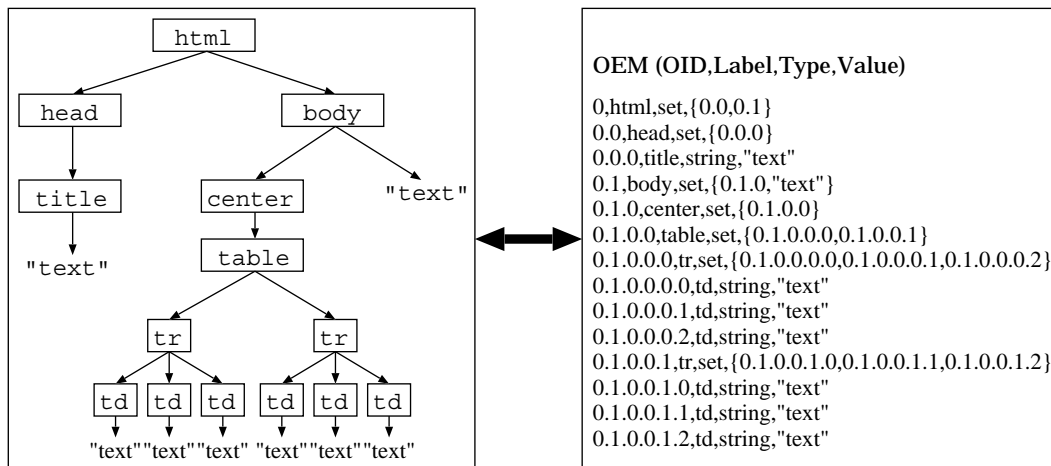 html
head
body
title
center
"text"
"text"
table
tr
tr
td
td
td
td
td
td
"text"
"text"
"text"
"text"
"text"
"text"
OEM (OID,Label,Type,Value)
0,html,set,{0.0,0.1}
0.0,head,set,{0.0.0}
0.0.0,title,string,"text"
0.1,body,set,{0.1.0,"text"}
0.1.0,center,set,{0.1.0.0}
0.1.0.0,table,set,{0.1.0.0.0,0.1.0.0.1}
0.1.0.0.0,tr,set,{0.1.0.0.0.0,0.1.0.0.0.1,0.1.0.0.0.2}
0.1.0.0.0.0,td,string,"text"
0.1.0.0.0.1,td,string,"text"
0.1.0.0.0.2,td,string,"text"
0.1.0.0.1,tr,set,{0.1.0.0.1.0,0.1.0.0.1.1,0.1.0.0.1.2}
0.1.0.0.1.0,td,string,"text"
0.1.0.0.1.1,td,string,"text"
0.1.0.0.1.2,td,string,"text"